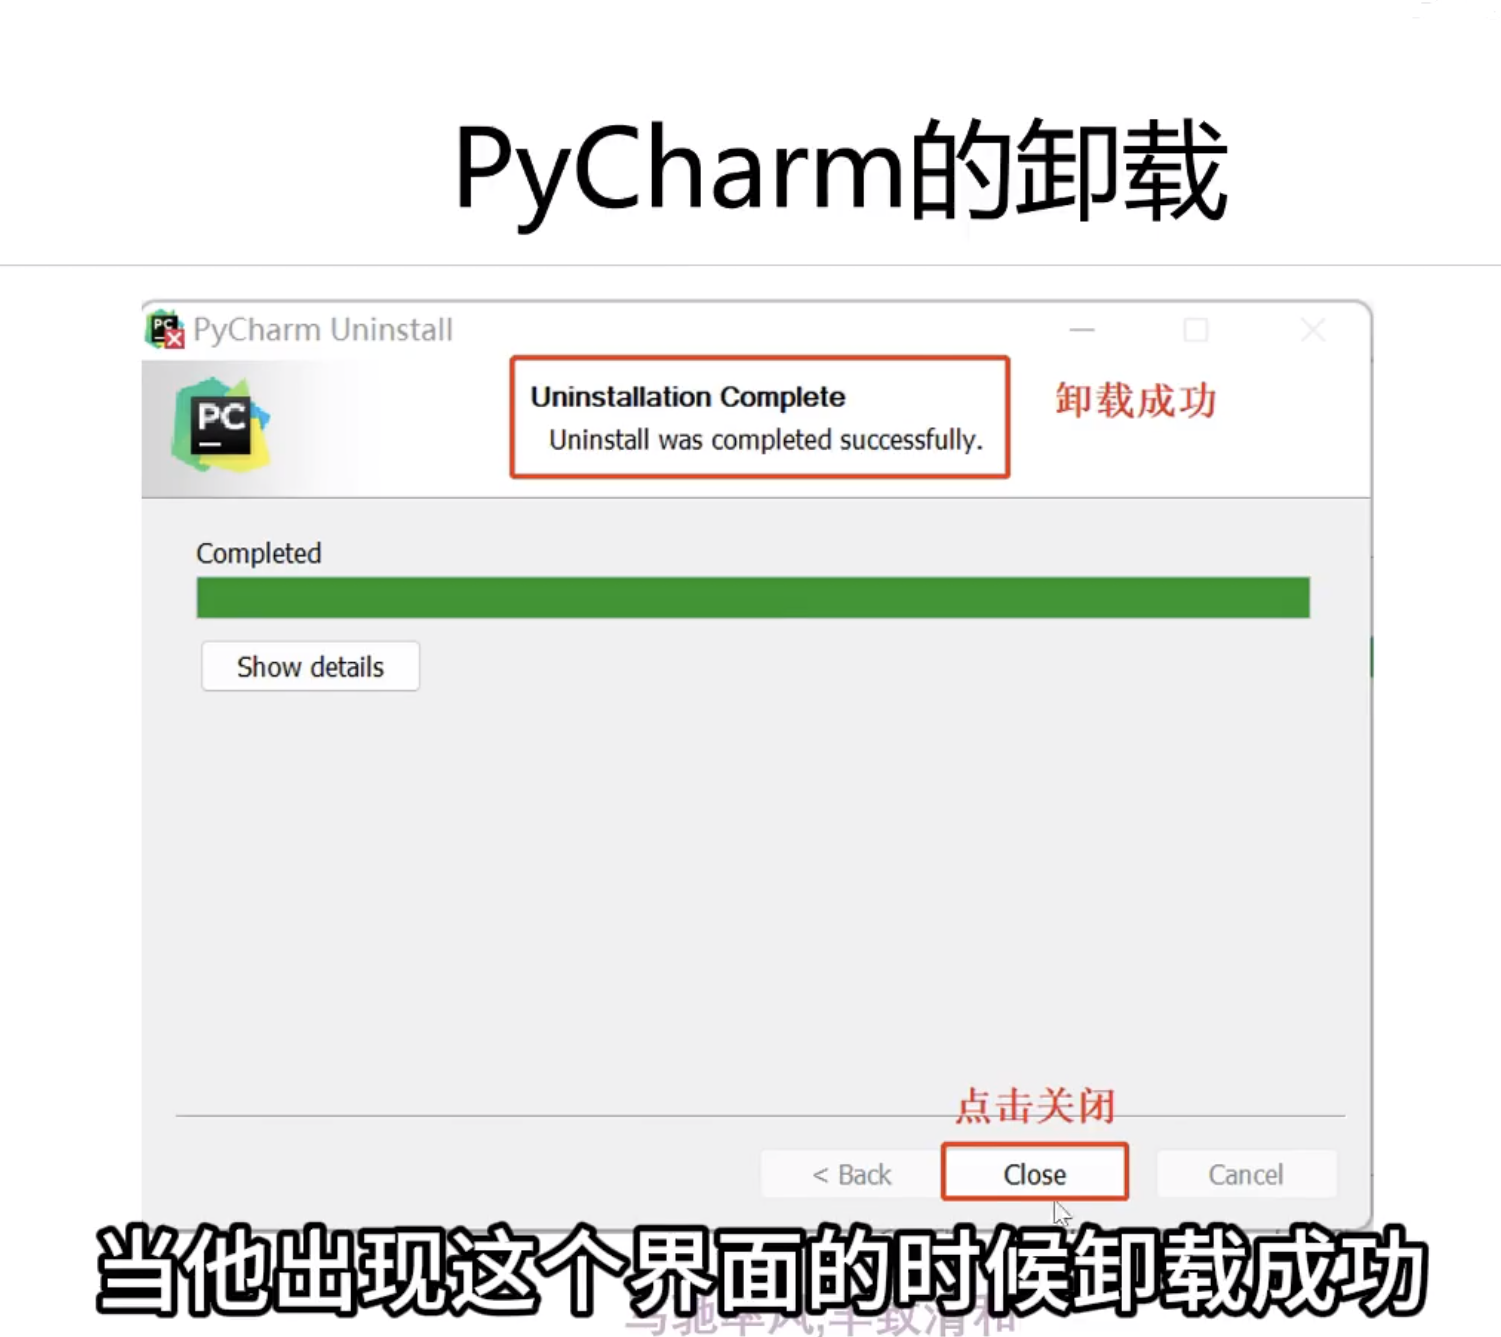 PyCharm的卸载
PyCharm Uninstall
PC
Uninstallation Complete
Uninstall was completed successfully.
卸载成功
Completed
Show details
点击关闭
< Back
Close
Cancel
当他出现这个界面的时候卸载成功